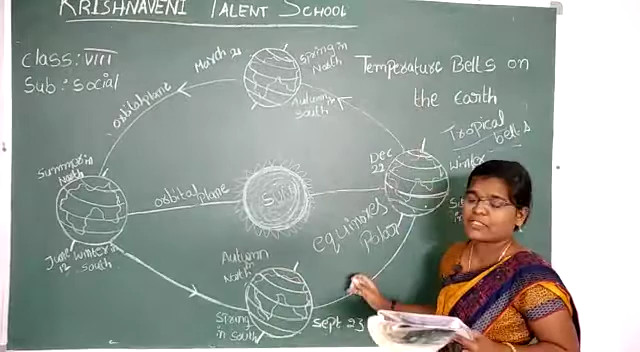 KRISHNAVENI TALENT SCHOOL
Class: VIII
Sub: Social
Temperature Belts on
the Earth
Tropical
belts
March 21
Spring in
North
Autumn in
South
orbital plane
Summer in
North
June
12
Winter in
South
orbital plane
SUN
Dec
22
Winter
equinoxes
Polar
Autumn
in
North
Spring
in South
Sept 23